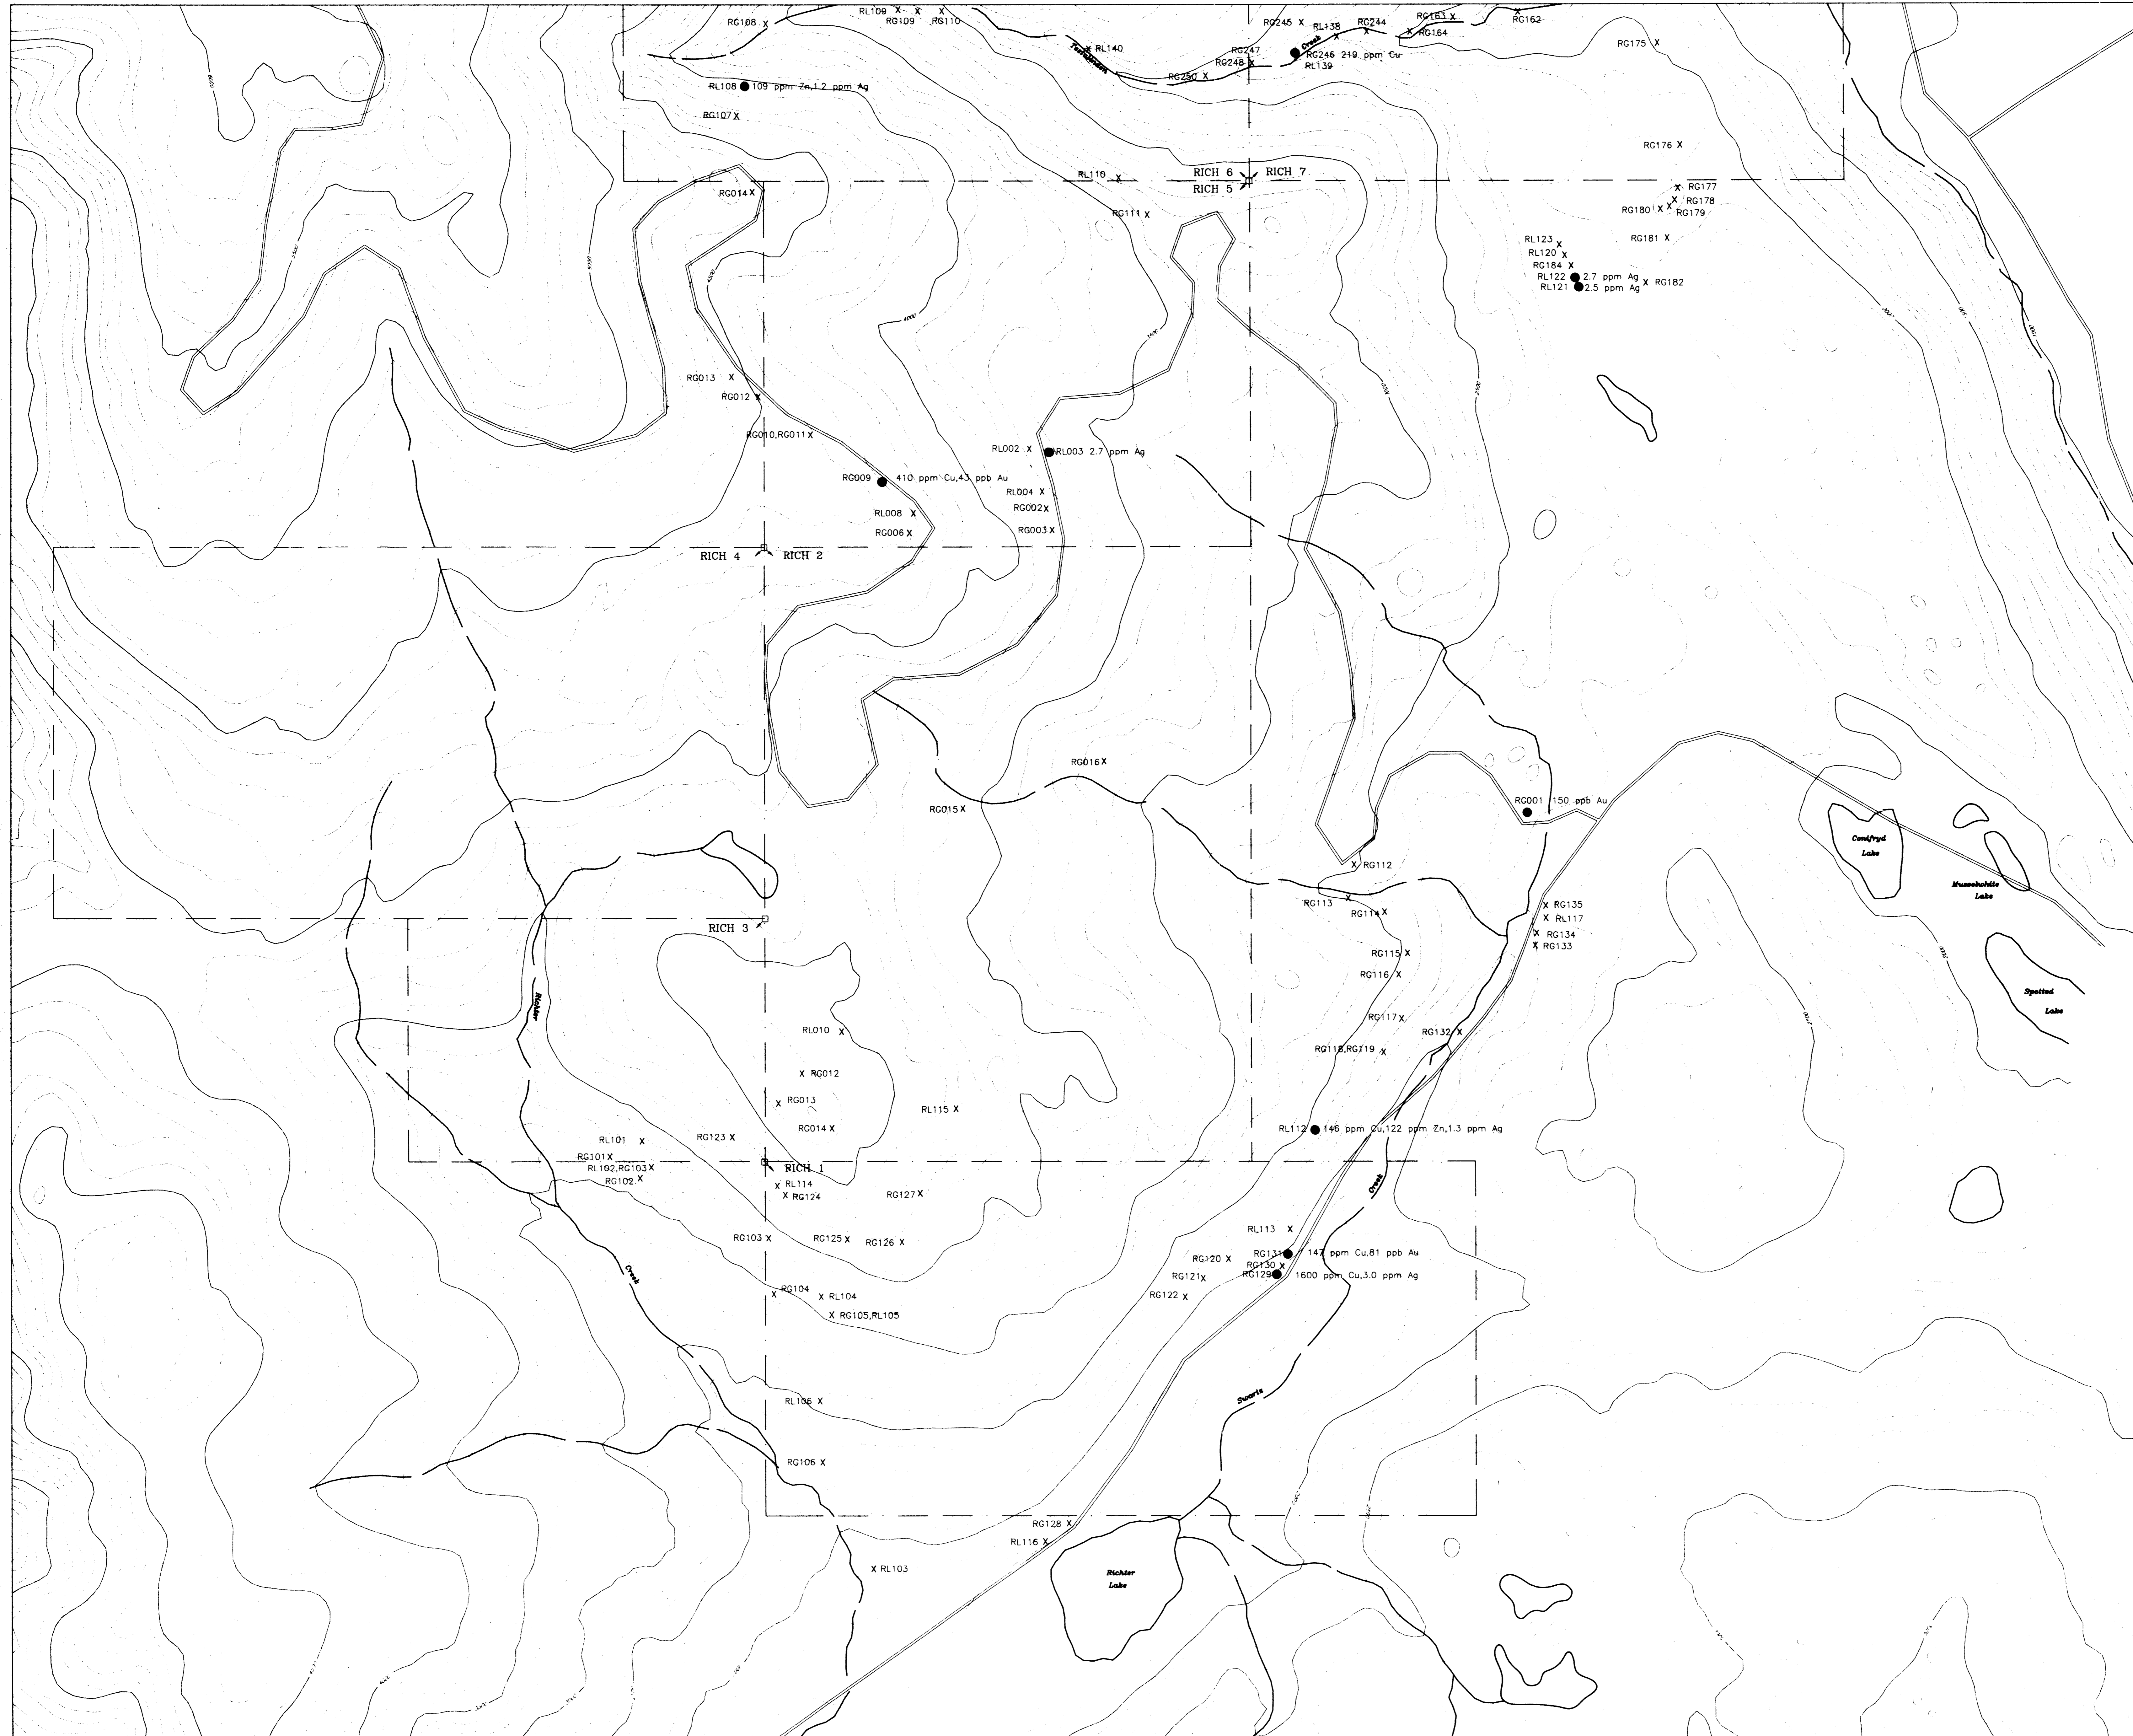 RL109
RG109
RG110
RG108
RG245
RL138
RG244
RG163
RG162
RG164
RG175
RL140
RG247
RG248
Creek
RG246 219 ppm Cu
RL139
RG250
RL108 109 ppm Zn,1.2 ppm Ag
RG107
RG176
RL110
RICH 6
RICH 7
RICH 5
RG014
RG177
RG178
RG180
RG179
RG111
RL123
RG181
RL120
RG184
RL122 2.7 ppm Ag
RL121 2.5 ppm Ag
RG182
4000
RG013
RG012
RG010,RG011
RL002
RL003 2.7 ppm Ag
RG009 410 ppm Cu,43 ppb Au
RL004
RG002
RL008
RG003
RG006
RICH 4
RICH 2
RG016
RG015
RG001 150 ppb Au
Conifryd
Lake
RG112
Lake
RG113
RG114
RG135
RL117
RG134
RG133
RICH 3
RG115
RG116
Spotted
Lake
Richter
RG117
RL010
RG132
RG118,RG119
RG012
RG013
RL115
RG014
RL112 146 ppm Cu,122 ppm Zn,1.3 ppm Ag
RL101
RG123
RG101
RL102,RG103
RG102
RICH 1
RL114
RG124
RG127
Creek
RL113
RG103
RG125
RG126
RG120
RG131 147 ppm Cu,81 ppb Au
RG130
RG121
RG129 1600 ppm Cu,3.0 ppm Ag
Creek
RG104
RL104
RG122
RG105,RL105
Swartz
RL106
RG106
RG128
RL116
RL103
Richter
Lake